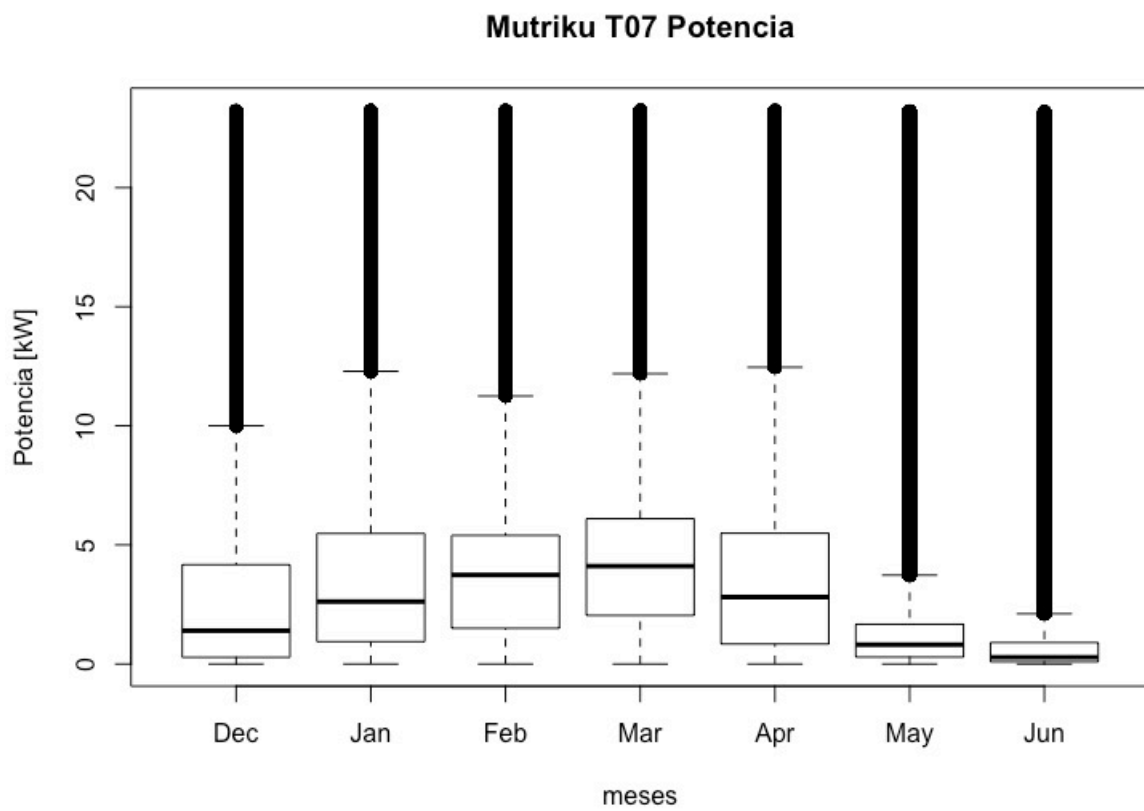 Mutriku T07 Potencia
Potencia [kW]
20
15
10
5
0
Dec Jan Feb Mar Apr May Jun
meses